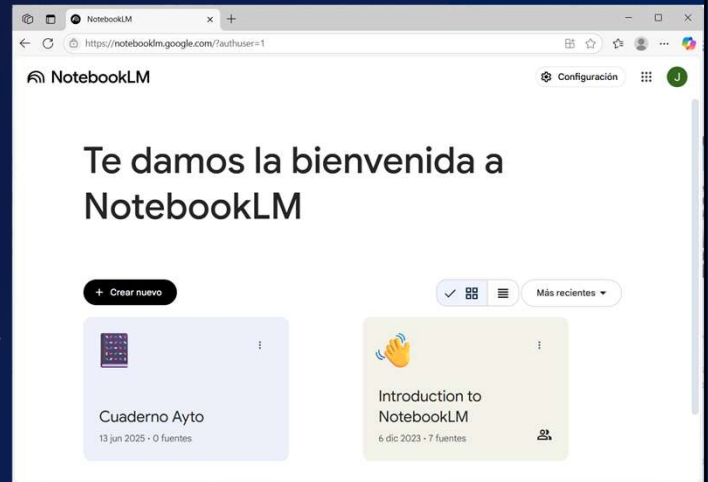 NotebookLM
https://notebooklm.google.com/?authuser=1
NotebookLM
Configuración
J
Te damos la bienvenida a
NotebookLM
+ Crear nuevo
Más recientes
Cuaderno Ayto
13 jun 2025 · 0 fuentes
Introduction to
NotebookLM
6 dic 2023 · 7 fuentes